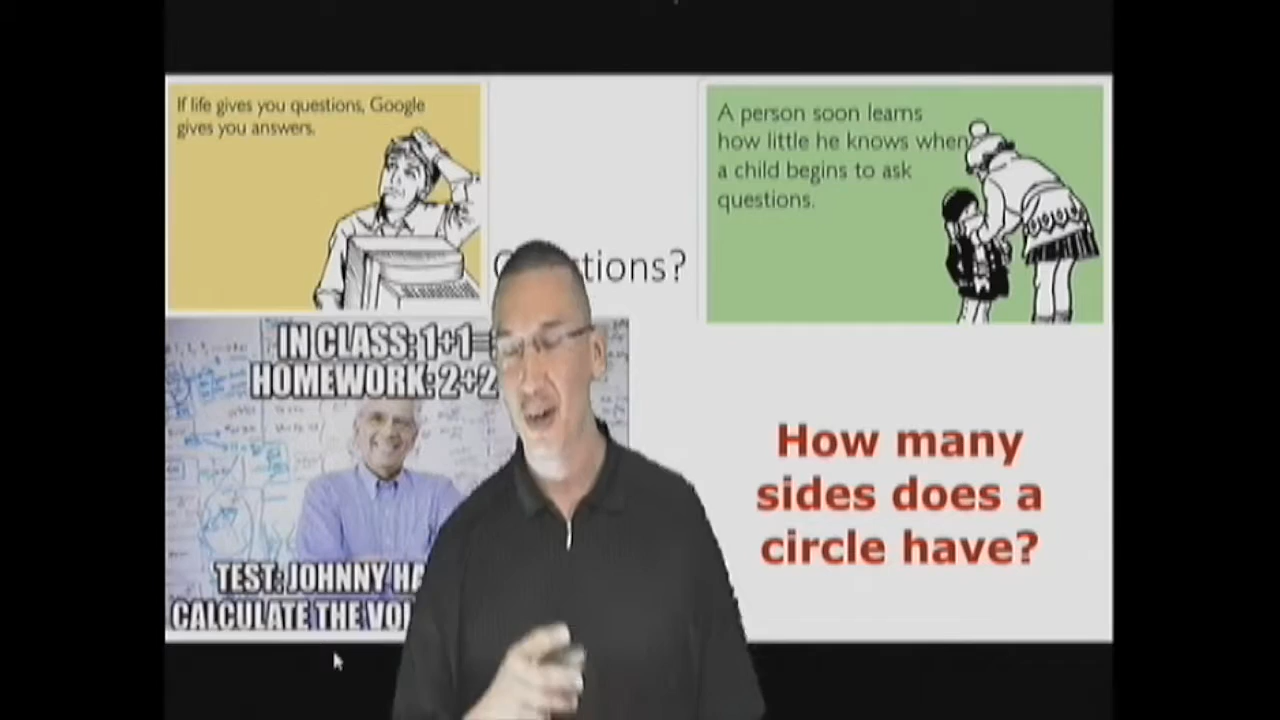 If life gives you questions, Google
gives you answers.
A person soon learns
how little he knows when
a child begins to ask
questions.
tions?
IN CLASS: 1+1=
HOMEWORK: 2+2
TEST: JOHNNY HA
CALCULATE THE VOL
How many
sides does a
circle have?